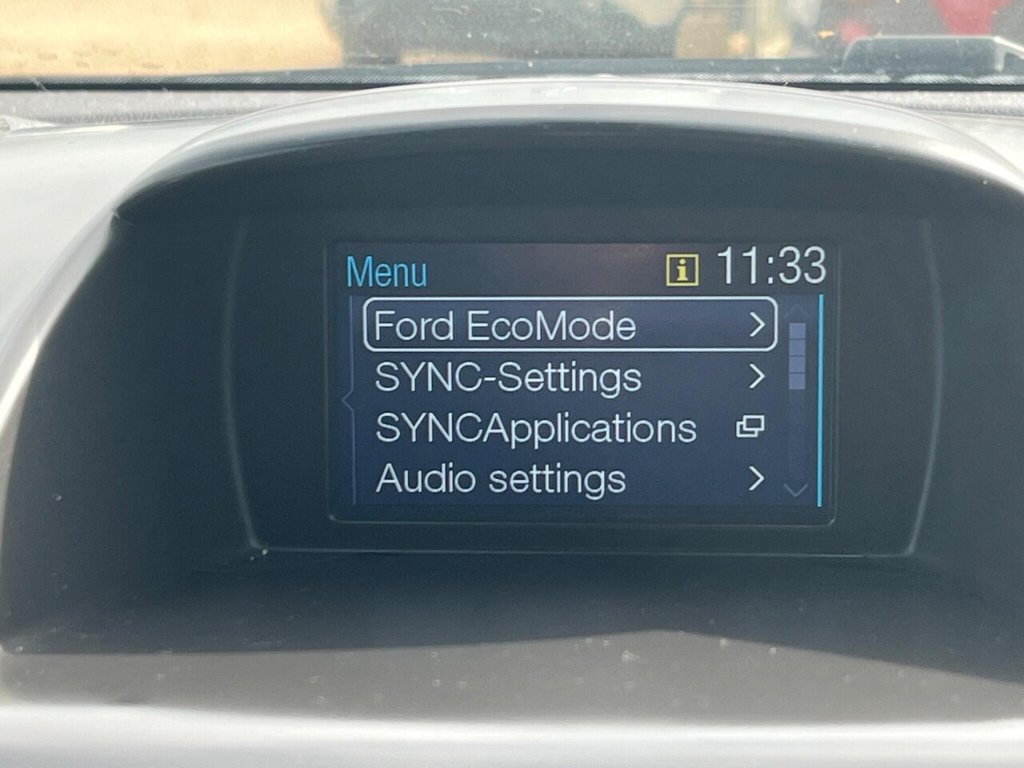 Menu i 11:33
Ford EcoMode
SYNC-Settings
SYNCApplications
Audio settings